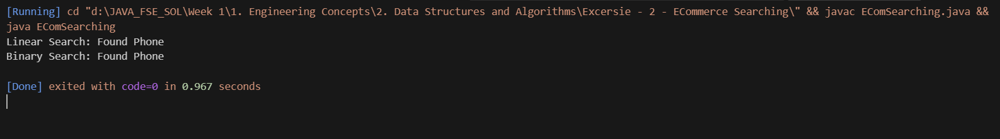 [Running] cd "d:\JAVA_FSE_SOL\Week 1\1. Engineering Concepts\2. Data Structures and Algorithms\Excersie - 2 - ECommerce Searching\" && javac EComSearching.java &&
java EComSearching
Linear Search: Found Phone
Binary Search: Found Phone
[Done] exited with code=0 in 0.967 seconds